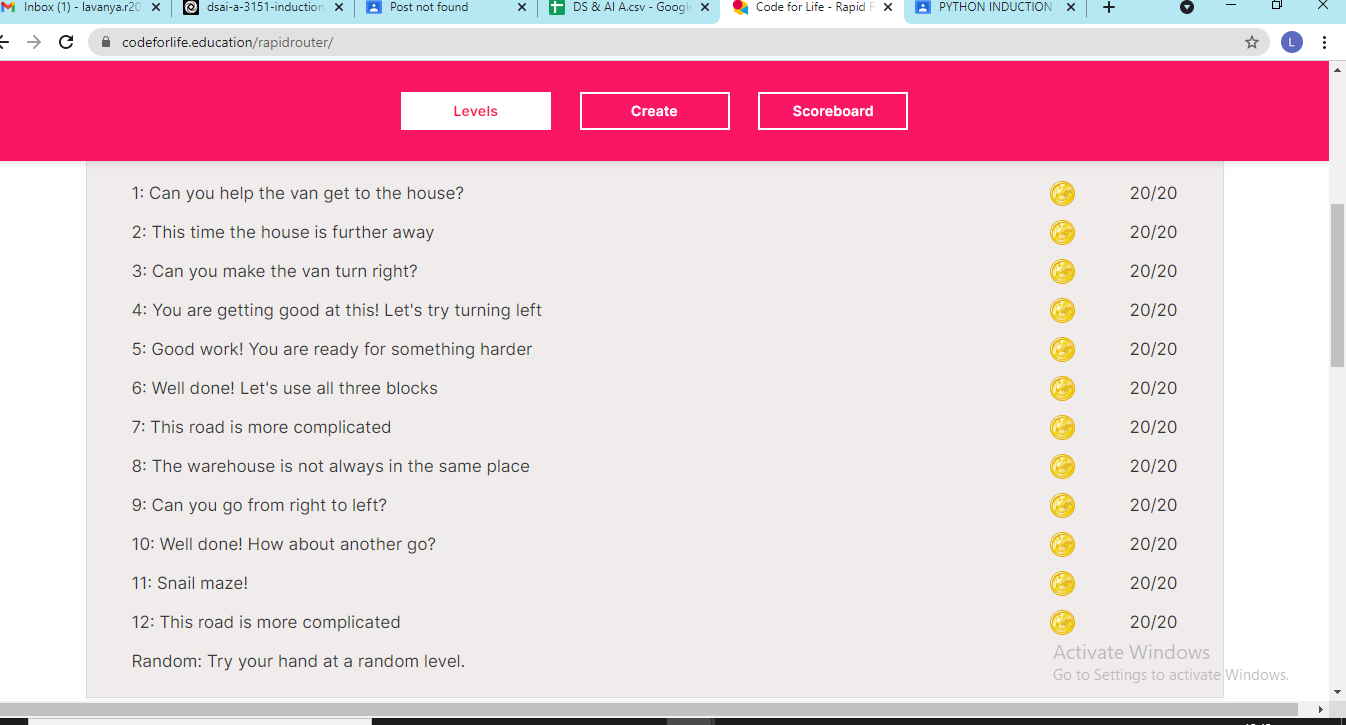 Inbox (1) - lavanya.r20
dsai-a-3151-induction
Post not found
DS & AI A.csv - Google
Code for Life - Rapid R
PYTHON INDUCTION
codeforlife.education/rapidrouter/
L
Levels
Create
Scoreboard
1: Can you help the van get to the house? 20/20
2: This time the house is further away 20/20
3: Can you make the van turn right? 20/20
4: You are getting good at this! Let's try turning left 20/20
5: Good work! You are ready for something harder 20/20
6: Well done! Let's use all three blocks 20/20
7: This road is more complicated 20/20
8: The warehouse is not always in the same place 20/20
9: Can you go from right to left? 20/20
10: Well done! How about another go? 20/20
11: Snail maze! 20/20
12: This road is more complicated 20/20
Random: Try your hand at a random level.
Activate Windows
Go to Settings to activate Windows.